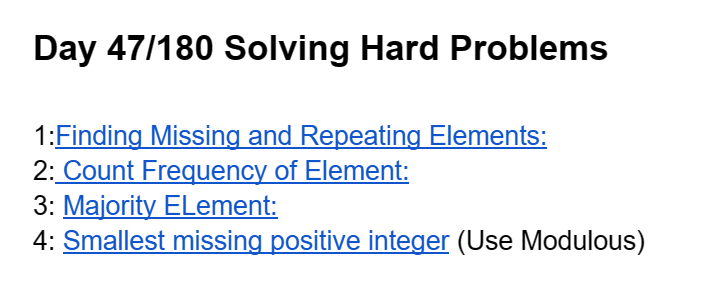 Day 47/180 Solving Hard Problems
1:Finding Missing and Repeating Elements:
2: Count Frequency of Element:
3: Majority ELement:
4: Smallest missing positive integer (Use Modulous)